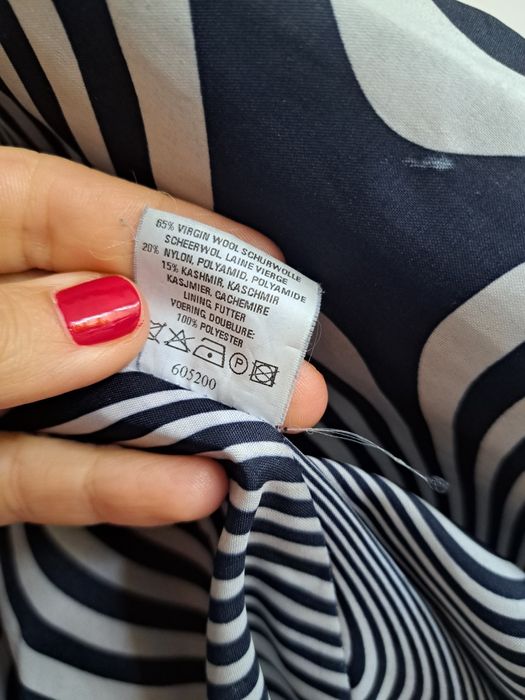 65% VIRGIN WOOL SCHURWOLLE
SCHEERWOL LAINE VIERGE
20% NYLON, POLYAMID, POLYAMIDE
15% KASHMIR, KASCHMIR
KASJMIER, CACHEMIRE
LINING, FUTTER
VOERING DOUBLURE:
100% POLYESTER
P
605200